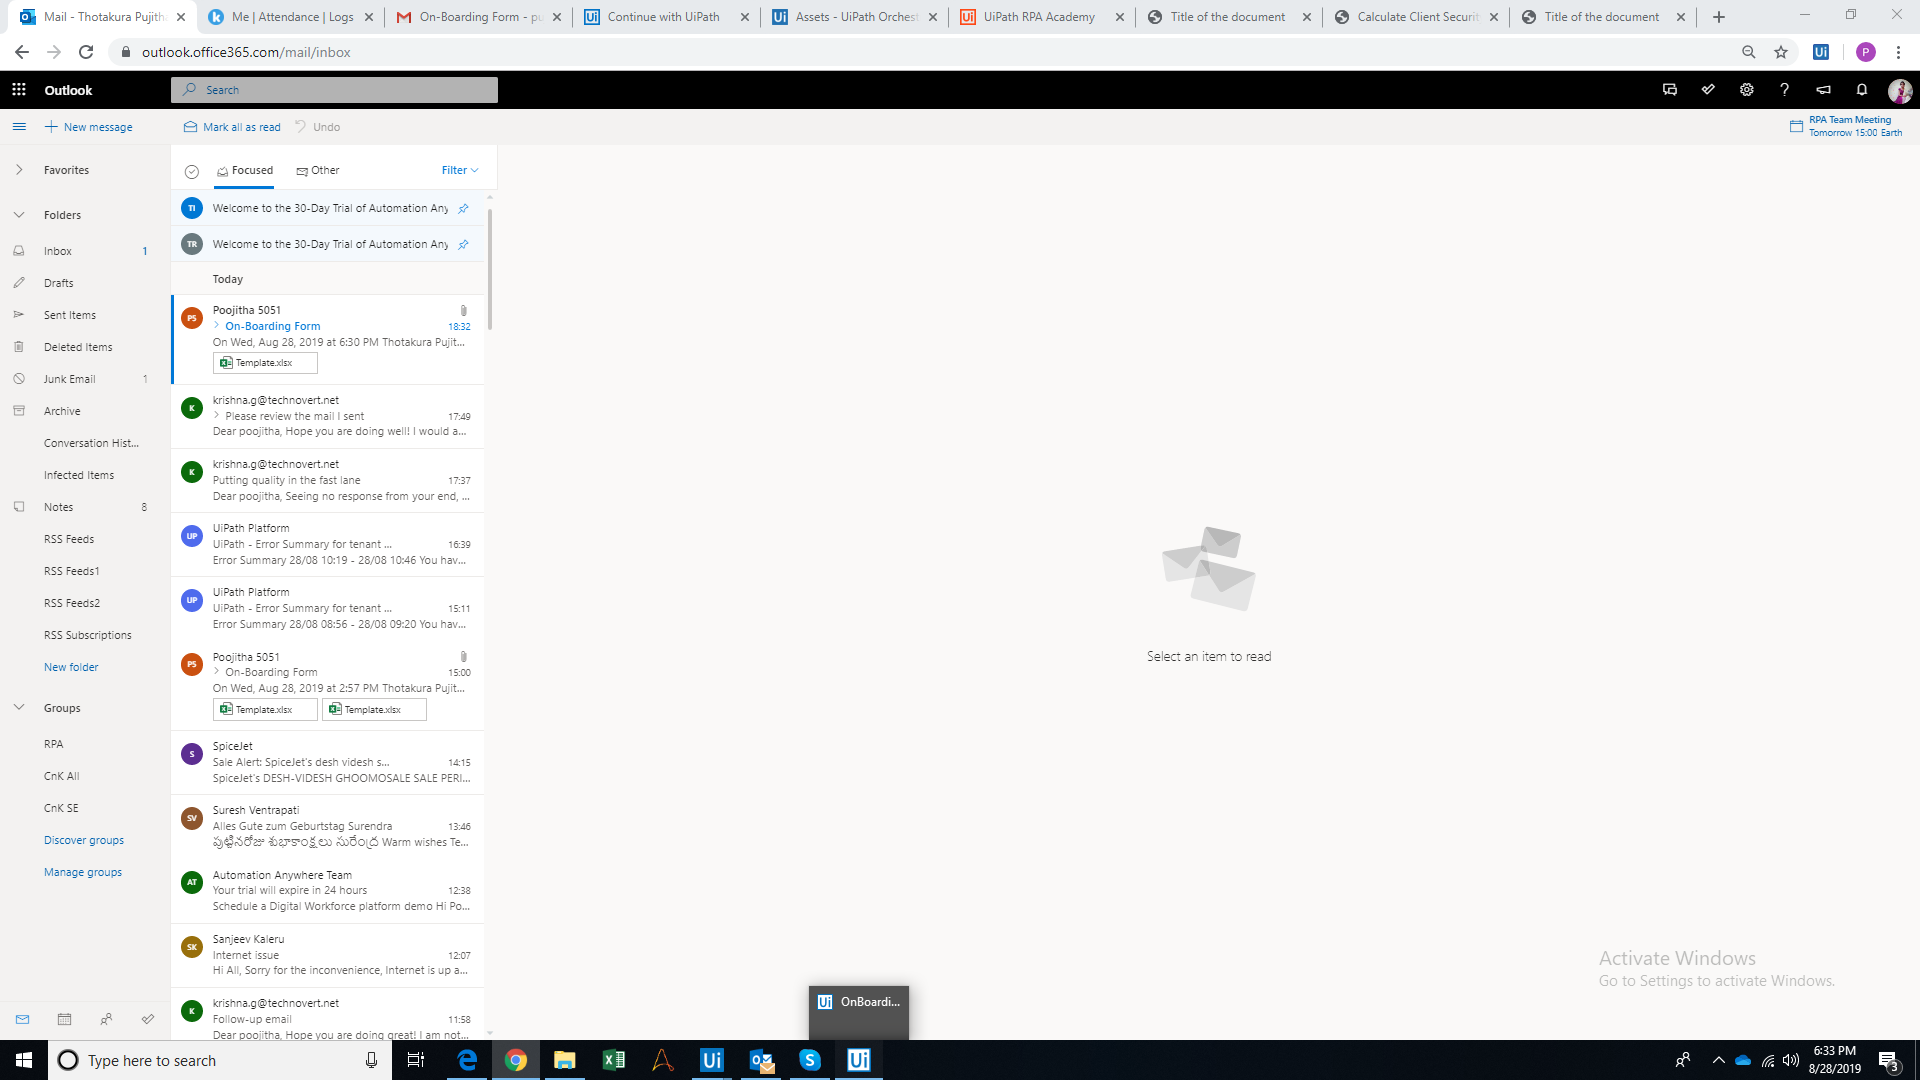 Mail - Thotakura Pujith
Me | Attendance | Logs
On-Boarding Form - pu
Continue with UiPath
Assets - UiPath Orchest
UiPath RPA Academy
Title of the document
Calculate Client Securit
Title of the document
outlook.office365.com/mail/inbox
Ui
P
Outlook
Search
New message
Mark all as read
Undo
RPA Team Meeting
Tomorrow 15:00 Earth
Favorites
Folders
Inbox 1
Drafts
Sent Items
Deleted Items
Junk Email 1
Archive
Conversation Hist...
Infected Items
Notes 8
RSS Feeds
RSS Feeds1
RSS Feeds2
RSS Subscriptions
New folder
Groups
RPA
CnK All
CnK SE
Discover groups
Manage groups
Focused
Other
Filter
TI
Welcome to the 30-Day Trial of Automation Any
TR
Welcome to the 30-Day Trial of Automation Any
Today
P5
Poojitha 5051
On-Boarding Form 18:32
On Wed, Aug 28, 2019 at 6:30 PM Thotakura Pujit...
Template.xlsx
K
krishna.g@technovert.net
Please review the mail I sent 17:49
Dear poojitha, Hope you are doing well! I would a...
K
krishna.g@technovert.net
Putting quality in the fast lane 17:37
Dear poojitha, Seeing no response from your end, ...
UP
UiPath Platform
UiPath - Error Summary for tenant ... 16:39
Error Summary 28/08 10:19 - 28/08 10:46 You hav...
UP
UiPath Platform
UiPath - Error Summary for tenant ... 15:11
Error Summary 28/08 08:56 - 28/08 09:20 You hav...
P5
Poojitha 5051
On-Boarding Form 15:00
On Wed, Aug 28, 2019 at 2:57 PM Thotakura Pujit...
Template.xlsx Template.xlsx
S
SpiceJet
Sale Alert: SpiceJet's desh videsh s... 14:15
SpiceJet's DESH-VIDESH GHOOMOSALE SALE PERI...
SV
Suresh Ventrapati
Alles Gute zum Geburtstag Surendra 13:46
పుట్టినరోజు శుభాకాంక్షలు సురేంద్ర Warm wishes Te...
AT
Automation Anywhere Team
Your trial will expire in 24 hours 12:38
Schedule a Digital Workforce platform demo Hi Po...
SK
Sanjeev Kaleru
Internet issue 12:07
Hi All, Sorry for the inconvenience, Internet is up a...
K
krishna.g@technovert.net
Follow-up email 11:58
Dear poojitha, Hope you are doing great! I am not...
Select an item to read
Activate Windows
Go to Settings to activate Windows.
Ui OnBoardi...
Type here to search
Ui
Ui
6:33 PM
8/28/2019
3